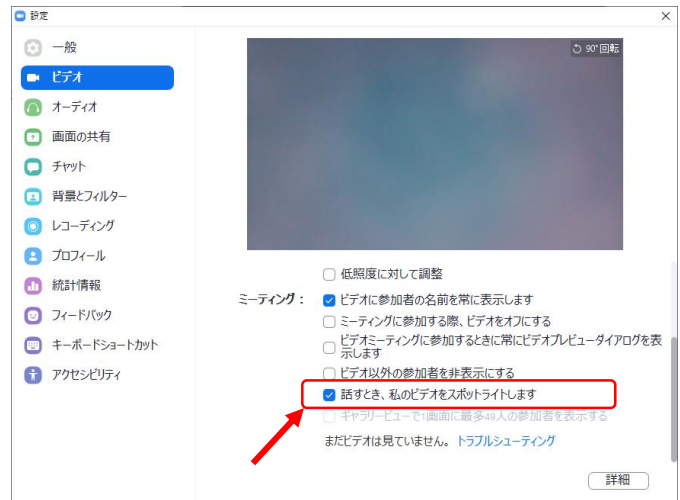 設定
90°回転
一般
ビデオ
オーディオ
画面の共有
チャット
背景とフィルター
レコーディング
プロフィール
統計情報
フィードバック
キーボードショートカット
アクセシビリティ
低照度に対して調整
ミーティング：
ビデオに参加者の名前を常に表示します
ミーティングに参加する際、ビデオをオフにする
ビデオミーティングに参加するときに常にビデオプレビューダイアログを表
示します
ビデオ以外の参加者を非表示にする
話すとき、私のビデオをスポットライトします
ギャラリービューで1画面に最多49人の参加者を表示する
まだビデオは見ていません。 トラブルシューティング
詳細